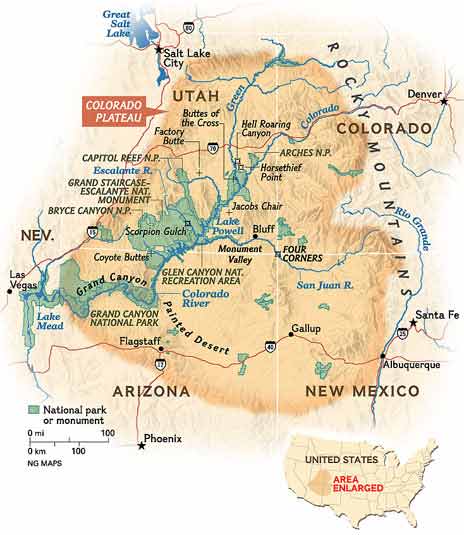 Great
Salt
Lake
80
Salt Lake
City
ROCKY MOUNTAINS
UTAH
Green
Denver
COLORADO
PLATEAU
Buttes of
the Cross
Hell Roaring
Canyon
Colorado
Factory
Butte
70
COLORADO
CAPITOL REEF N.P.
ARCHES N.P.
Escalante R.
Horsethief
Point
GRAND STAIRCASE–
ESCALANTE NAT.
MONUMENT
Jacobs Chair
BRYCE CANYON N.P.
Lake
Powell
Rio Grande
15
Scorpion Gulch
Bluff
NEV.
Coyote Buttes
Monument
Valley
FOUR
CORNERS
Las
Vegas
Grand Canyon
GLEN CANYON NAT.
RECREATION AREA
San Juan R.
Colorado
River
Lake
Mead
GRAND CANYON
NATIONAL PARK
Painted Desert
Santa Fe
25
Flagstaff
Gallup
40
17
Albuquerque
ARIZONA
NEW MEXICO
National park
or monument
0 mi
100
0 km
100
NG MAPS
Phoenix
UNITED STATES
AREA
ENLARGED